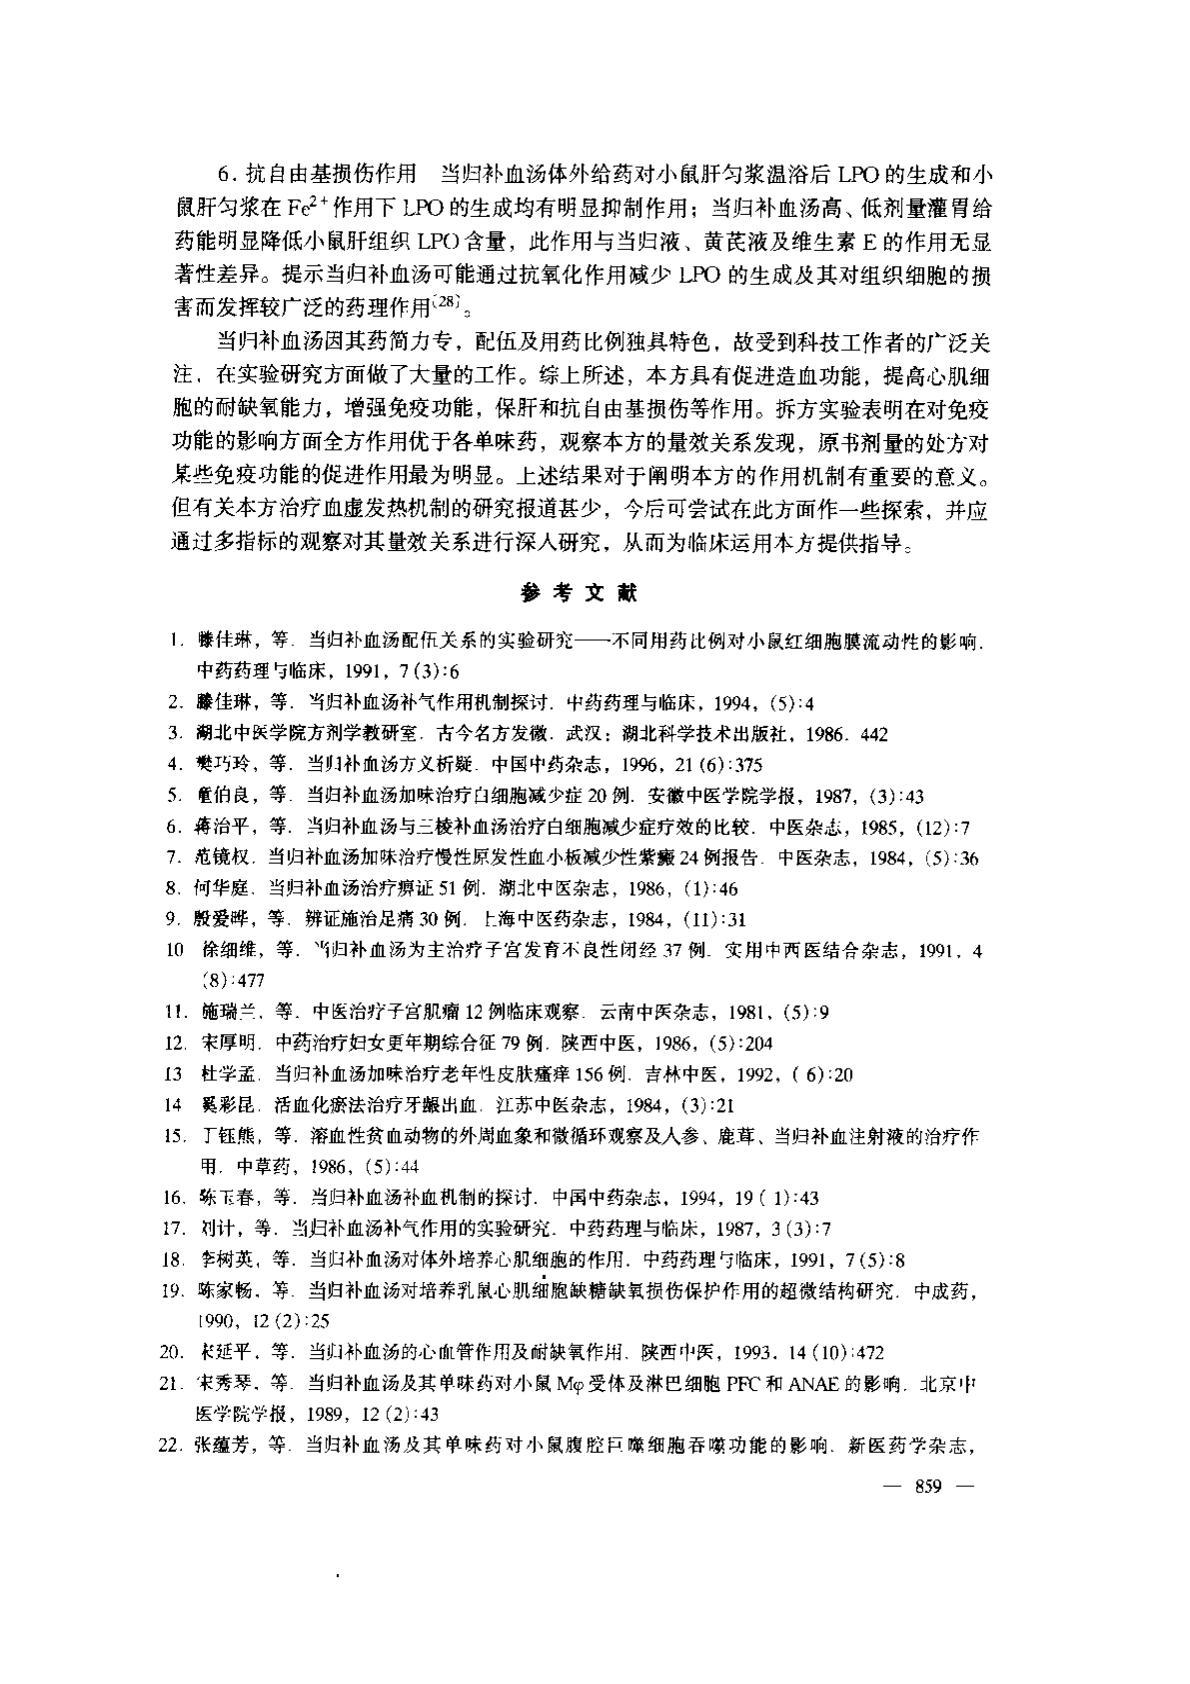 6.抗自由基损伤作用　当归补血汤体外给药对小鼠肝匀浆温浴后 LPO 的生成和小
鼠肝匀浆在 Fe²⁺作用下 LPO 的生成均有明显抑制作用；当归补血汤高、低剂量灌胃给
药能明显降低小鼠肝组织 LPO 含量，此作用与当归液、黄芪液及维生素 E 的作用无显
著性差异。提示当归补血汤可能通过抗氧化作用减少 LPO 的生成及其对组织细胞的损
害而发挥较广泛的药理作用〔28〕。
当归补血汤因其药简力专，配伍及用药比例独具特色，故受到科技工作者的广泛关
注，在实验研究方面做了大量的工作。综上所述，本方具有促进造血功能，提高心肌细
胞的耐缺氧能力，增强免疫功能，保肝和抗自由基损伤等作用。拆方实验表明在对免疫
功能的影响方面全方作用优于各单味药，观察本方的量效关系发现，原书剂量的处方对
某些免疫功能的促进作用最为明显。上述结果对于阐明本方的作用机制有重要的意义。
但有关本方治疗血虚发热机制的研究报道甚少，今后可尝试在此方面作一些探索，并应
通过多指标的观察对其量效关系进行深入研究，从而为临床运用本方提供指导。
参 考 文 献
1. 滕佳琳，等. 当归补血汤配伍关系的实验研究——不同用药比例对小鼠红细胞膜流动性的影响.
中药药理与临床，1991，7(3):6
2. 滕佳琳，等. 当归补血汤补气作用机制探讨. 中药药理与临床，1994，(5):4
3. 湖北中医学院方剂学教研室. 古今名方发微. 武汉：湖北科学技术出版社，1986. 442
4. 樊巧玲，等. 当归补血汤方义析疑. 中国中药杂志，1996，21(6):375
5. 童伯良，等. 当归补血汤加味治疗白细胞减少症 20 例. 安徽中医学院学报，1987，(3):43
6. 蒋治平，等. 当归补血汤与三棱补血汤治疗白细胞减少症疗效的比较. 中医杂志，1985，(12):7
7. 范镜权. 当归补血汤加味治疗慢性原发性血小板减少性紫癜 24 例报告. 中医杂志，1984，(5):36
8. 何华庭. 当归补血汤治疗痹证 51 例. 湖北中医杂志，1986，(1):46
9. 殷爱晔，等. 辨证施治足痛 30 例. 上海中医药杂志，1984，(11):31
10 徐细维，等. 当归补血汤为主治疗子宫发育不良性闭经 37 例. 实用中西医结合杂志，1991，4
(8):477
11. 施瑞兰，等. 中医治疗子宫肌瘤 12 例临床观察. 云南中医杂志，1981，(5):9
12. 宋厚明. 中药治疗妇女更年期综合征 79 例. 陕西中医，1986，(5):204
13 杜学孟. 当归补血汤加味治疗老年性皮肤瘙痒 156 例. 吉林中医，1992，( 6):20
14 奚彩昆. 活血化瘀法治疗牙龈出血. 江苏中医杂志，1984，(3):21
15. 丁钰熊，等. 溶血性贫血动物的外周血象和微循环观察及人参、鹿茸、当归补血注射液的治疗作
用. 中草药，1986，(5):44
16. 陈玉春，等. 当归补血汤补血机制的探讨. 中国中药杂志，1994，19( 1):43
17. 刘计，等. 当归补血汤补气作用的实验研究. 中药药理与临床，1987，3(3):7
18. 李树英，等. 当归补血汤对体外培养心肌细胞的作用. 中药药理与临床，1991，7(5):8
19. 陈家畅，等. 当归补血汤对培养乳鼠心肌细胞缺糖缺氧损伤保护作用的超微结构研究. 中成药，
1990，12(2):25
20. 宋延平，等. 当归补血汤的心血管作用及耐缺氧作用. 陕西中医，1993. 14(10):472
21. 宋秀琴，等. 当归补血汤及其单味药对小鼠 Mφ 受体及淋巴细胞 PFC 和 ANAE 的影响. 北京中
医学院学报，1989，12(2):43
22. 张蕴芳，等. 当归补血汤及其单味药对小鼠腹腔巨噬细胞吞噬功能的影响. 新医药学杂志，
— 859 —